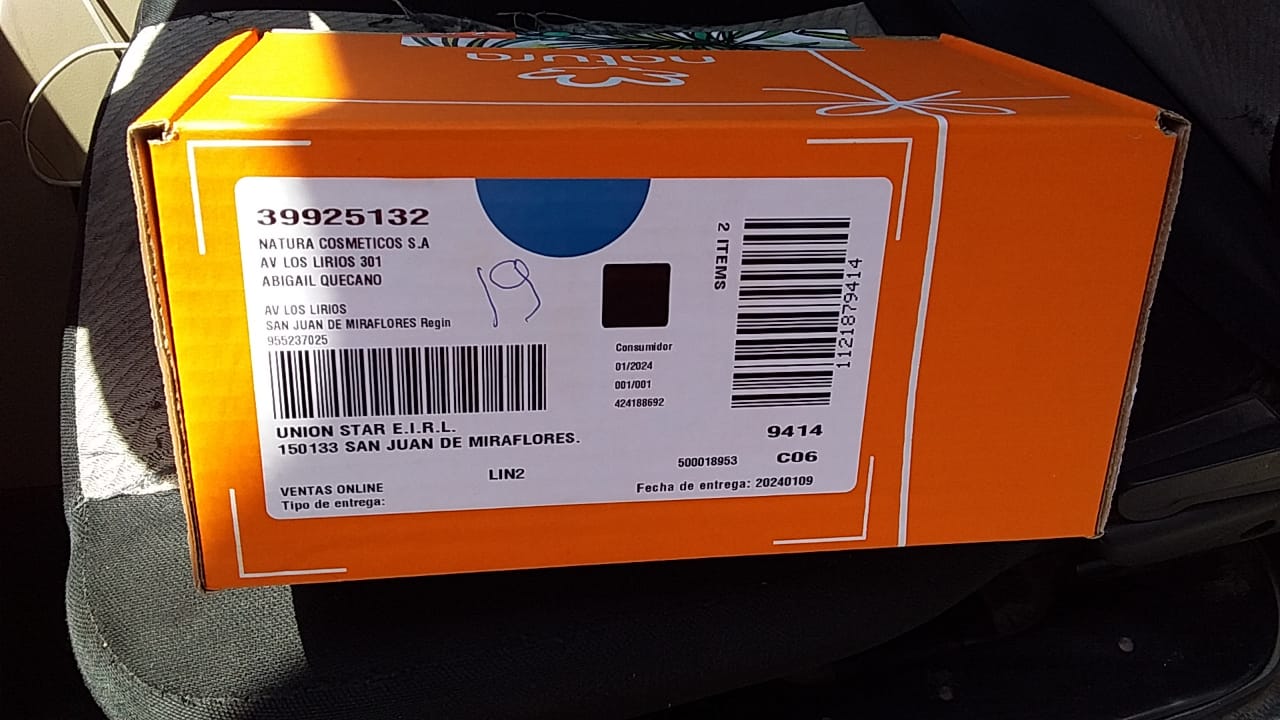 natura
39925132
NATURA COSMETICOS S.A
AV LOS LIRIOS 301
ABIGAIL QUECANO
AV LOS LIRIOS
SAN JUAN DE MIRAFLORES Regin
955237025
19
2 ITEMS
1121879414
Consumidor
01/2024
001/001
424188692
UNION STAR E.I.R.L.
150133 SAN JUAN DE MIRAFLORES.
9414
LIN2
500018953 C06
VENTAS ONLINE
Fecha de entrega: 20240109
Tipo de entrega: